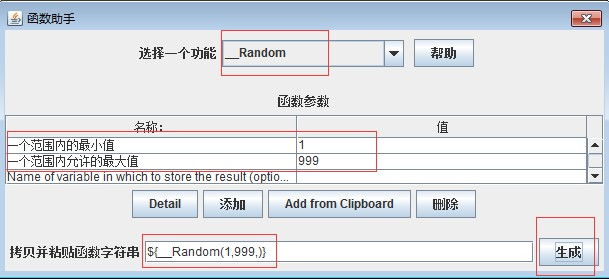 函数助手
选择一个功能 __Random 帮助
函数参数
名称: 值
一个范围内的最小值 1
一个范围内允许的最大值 999
Name of variable in which to store the result (optio...
Detail 添加 Add from Clipboard 删除
拷贝并粘贴函数字符串 ${__Random(1,999,)} 生成